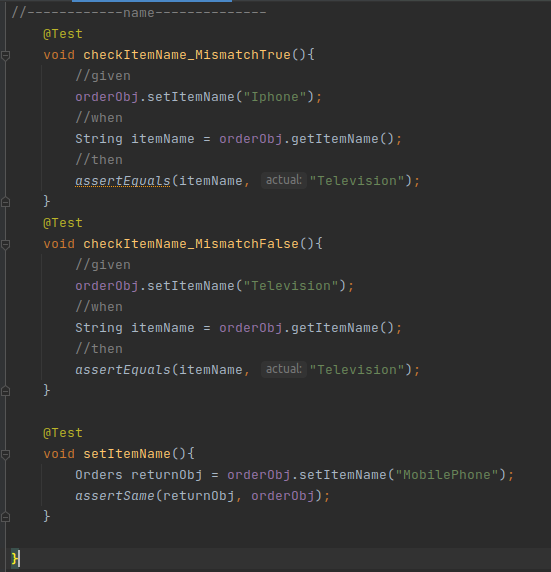 //------------name--------------
@Test
void checkItemName_MismatchTrue(){
//given
orderObj.setItemName("Iphone");
//when
String itemName = orderObj.getItemName();
//then
assertEquals(itemName, actual: "Television");
}
@Test
void checkItemName_MismatchFalse(){
//given
orderObj.setItemName("Television");
//when
String itemName = orderObj.getItemName();
//then
assertEquals(itemName, actual: "Television");
}
@Test
void setItemName(){
Orders returnObj = orderObj.setItemName("MobilePhone");
assertSame(returnObj, orderObj);
}
}